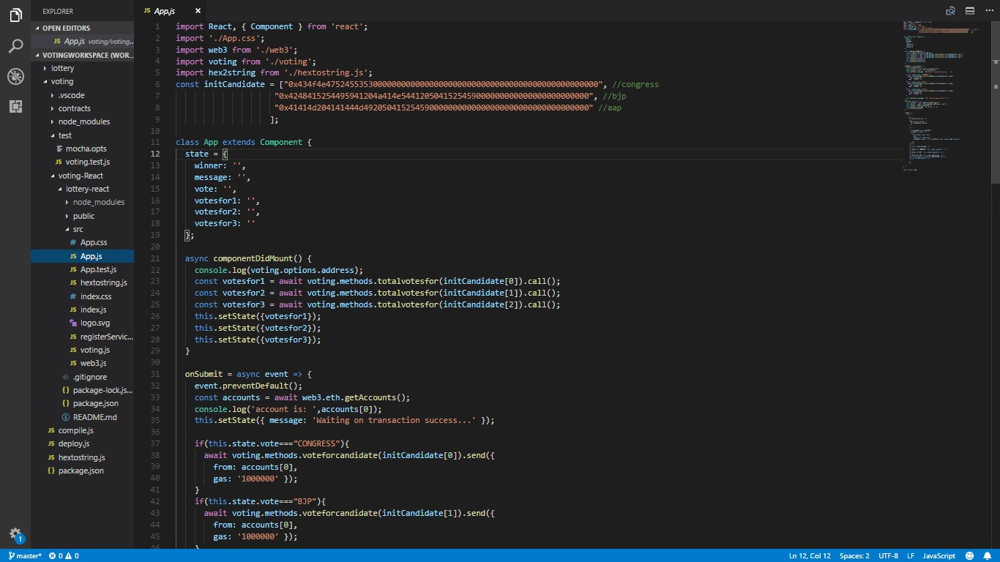 EXPLORER
OPEN EDITORS
JS App.js voting/voting...
VOTINGWORKSPACE (WOR...
lottery
voting
.vscode
contracts
node_modules
test
mocha.opts
JS voting.test.js
voting-React
lottery-react
node_modules
public
src
# App.css
JS App.js
JS App.test.js
JS hextostring.js
# index.css
JS index.js
logo.svg
JS registerServic...
JS voting.js
JS web3.js
.gitignore
{} package-lock.js...
{} package.json
README.md
JS compile.js
JS deploy.js
JS hextostring.js
{} package.json
1
JS App.js ×
1 import React, { Component } from 'react';
2 import './App.css';
3 import web3 from './web3';
4 import voting from './voting';
5 import hex2string from './hextostring.js';
6 const initCandidate = ["0x434f4e4752455353000000000000000000000000000000000000000000000000", //congress
7 "0x4248415254495941204a414e5441205041525459000000000000000000000000", //bjp
8 "0x41414d204141444d492050415254590000000000000000000000000000000000" //aap
9 ];
10
11 class App extends Component {
12 state = {
13 winner: '',
14 message: '',
15 vote: '',
16 votesfor1: '',
17 votesfor2: '',
18 votesfor3: ''
19 };
20
21 async componentDidMount() {
22 console.log(voting.options.address);
23 const votesfor1 = await voting.methods.totalvotesfor(initCandidate[0]).call();
24 const votesfor2 = await voting.methods.totalvotesfor(initCandidate[1]).call();
25 const votesfor3 = await voting.methods.totalvotesfor(initCandidate[2]).call();
26 this.setState({votesfor1});
27 this.setState({votesfor2});
28 this.setState({votesfor3});
29 }
30
31 onSubmit = async event => {
32 event.preventDefault();
33 const accounts = await web3.eth.getAccounts();
34 console.log('account is: ',accounts[0]);
35 this.setState({ message: 'Waiting on transaction success...' });
36
37 if(this.state.vote==="CONGRESS"){
38 await voting.methods.voteforcandidate(initCandidate[0]).send({
39 from: accounts[0],
40 gas: '1000000' });
41 }
42 if(this.state.vote==="BJP"){
43 await voting.methods.voteforcandidate(initCandidate[1]).send({
44 from: accounts[0],
45 gas: '1000000' });
46 }
master* 0 0
Ln 12, Col 12 Spaces: 2 UTF-8 LF JavaScript